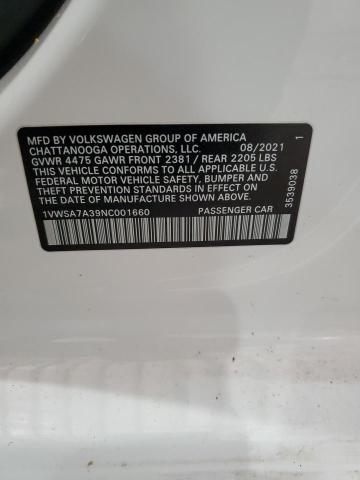 MFD BY VOLKSWAGEN GROUP OF AMERICA
CHATTANOOGA OPERATIONS, LLC. 08/2021
GVWR 4475 GAWR FRONT 2381 / REAR 2205 LBS
THIS VEHICLE CONFORMS TO ALL APPLICABLE U.S.
FEDERAL MOTOR VEHICLE SAFETY, BUMPER AND
THEFT PREVENTION STANDARDS IN EFFECT ON
THE DATE OF MANUFACTURE SHOWN ABOVE.
1VWSA7A39NC001660 PASSENGER CAR
3539038 1